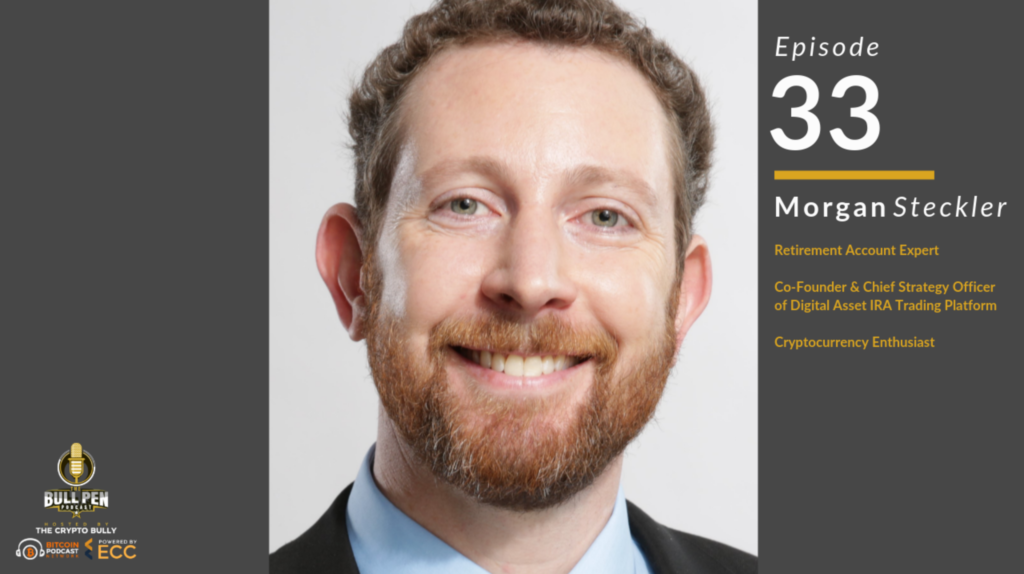 Episode
33
Morgan Steckler
Retirement Account Expert
Co-Founder & Chief Strategy Officer
of Digital Asset IRA Trading Platform
Cryptocurrency Enthusiast
THE
BULL PEN
PODCAST
HOSTED BY
THE CRYPTO BULLY
BITCOIN
PODCAST
NETWORK
POWERED BY
ECC